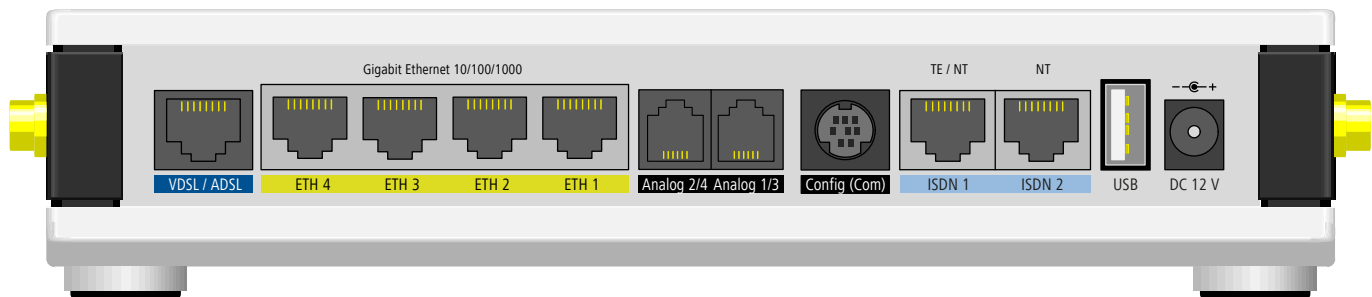 Gigabit Ethernet 10/100/1000
TE / NT
NT
VDSL / ADSL
ETH 4
ETH 3
ETH 2
ETH 1
Analog 2/4
Analog 1/3
Config (Com)
ISDN 1
ISDN 2
USB
DC 12 V